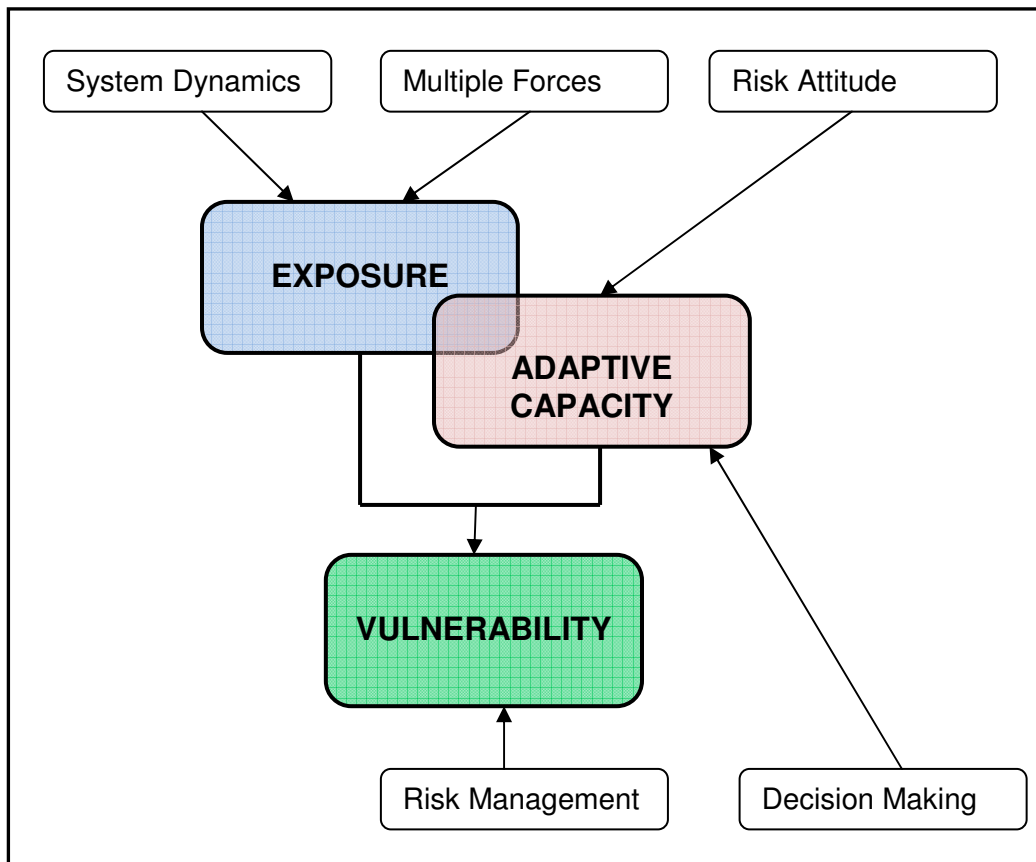 System Dynamics
Multiple Forces
Risk Attitude
EXPOSURE
ADAPTIVE
CAPACITY
VULNERABILITY
Risk Management
Decision Making